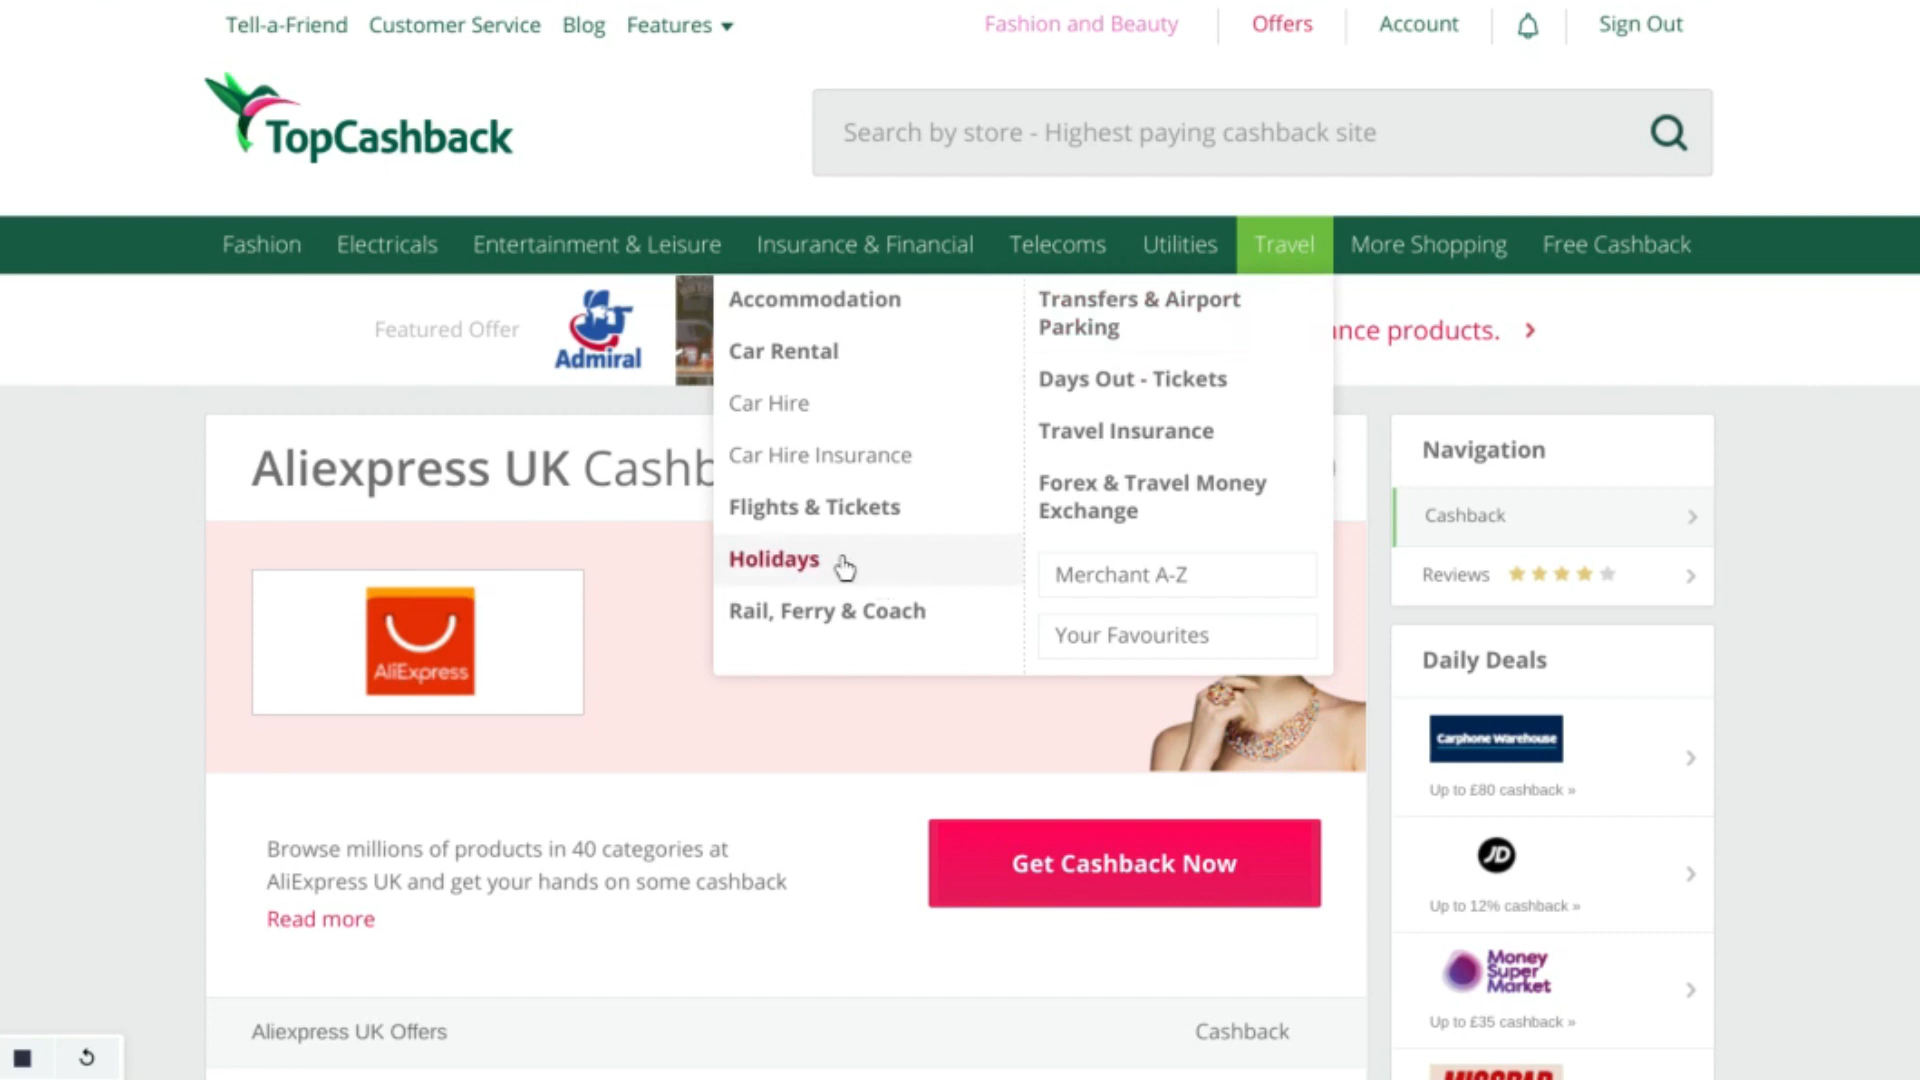 Tell-a-Friend Customer Service Blog Features
Fashion and Beauty Offers Account Sign Out
TopCashback
Search by store - Highest paying cashback site
Fashion Electricals Entertainment & Leisure Insurance & Financial Telecoms Utilities Travel More Shopping Free Cashback
Featured Offer
Admiral
nce products.
Accommodation
Car Rental
Car Hire
Car Hire Insurance
Flights & Tickets
Holidays
Rail, Ferry & Coach
Transfers & Airport
Parking
Days Out - Tickets
Travel Insurance
Forex & Travel Money
Exchange
Merchant A-Z
Your Favourites
Aliexpress UK Cashb
AliExpress
Browse millions of products in 40 categories at
AliExpress UK and get your hands on some cashback
Read more
Get Cashback Now
Aliexpress UK Offers Cashback
Navigation
Cashback
Reviews
Daily Deals
Carphone Warehouse
Up to £80 cashback »
JD
Up to 12% cashback »
Money
Super
Market
Up to £35 cashback »